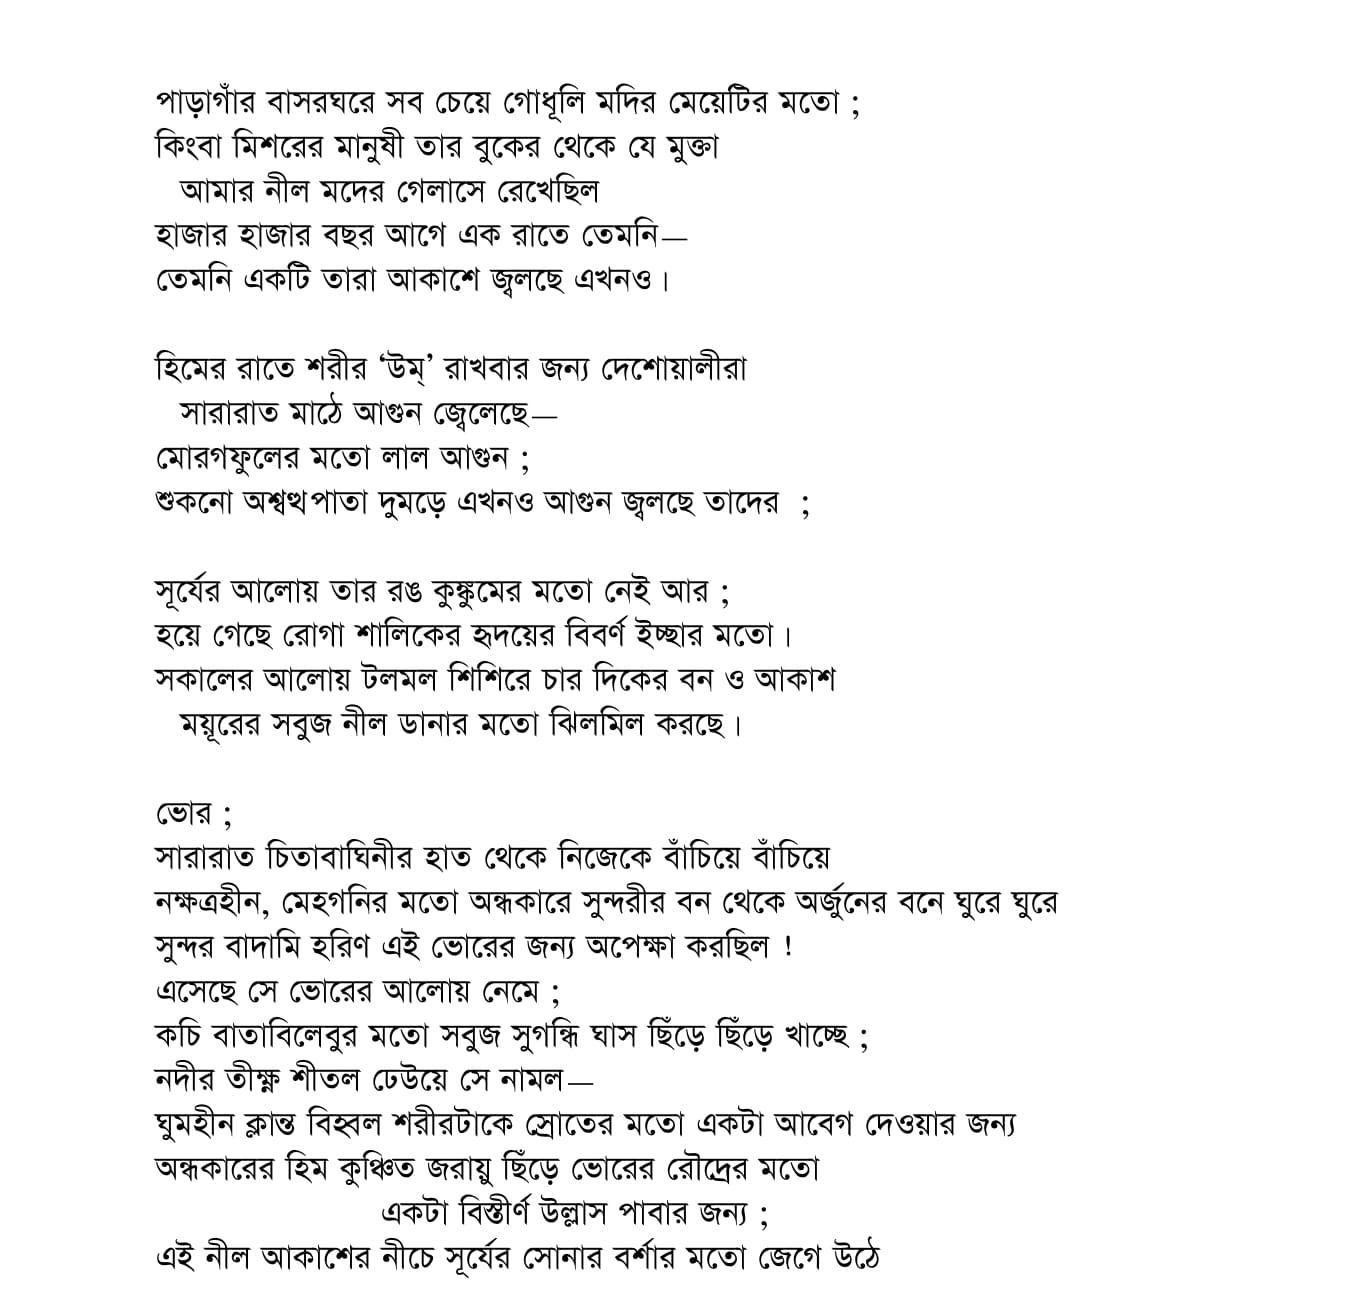 পাড়াগাঁর বাসরঘরে সব চেয়ে গোধূলি মদির মেয়েটির মতো ;
কিংবা মিশরের মানুষী তার বুকের থেকে যে মুক্তা
আমার নীল মদের গেলাসে রেখেছিল
হাজার হাজার বছর আগে এক রাতে তেমনি—
তেমনি একটি তারা আকাশে জ্বলছে এখনও।
হিমের রাতে শরীর ‘উম্’ রাখবার জন্য দেশোয়ালীরা
সারারাত মাঠে আগুন জ্বেলেছে—
মোরগফুলের মতো লাল আগুন ;
শুকনো অশ্বত্থপাতা দুমড়ে এখনও আগুন জ্বলছে তাদের ;
সূর্যের আলোয় তার রঙ কুঙ্কুমের মতো নেই আর ;
হয়ে গেছে রোগা শালিকের হৃদয়ের বিবর্ণ ইচ্ছার মতো।
সকালের আলোয় টলমল শিশিরে চার দিকের বন ও আকাশ
ময়ূরের সবুজ নীল ডানার মতো ঝিলমিল করছে।
ভোর ;
সারারাত চিতাবাঘিনীর হাত থেকে নিজেকে বাঁচিয়ে বাঁচিয়ে
নক্ষত্রহীন, মেহগনির মতো অন্ধকারে সুন্দরীর বন থেকে অর্জুনের বনে ঘুরে ঘুরে
সুন্দর বাদামি হরিণ এই ভোরের জন্য অপেক্ষা করছিল !
এসেছে সে ভোরের আলোয় নেমে ;
কচি বাতাবিলেবুর মতো সবুজ সুগন্ধি ঘাস ছিঁড়ে ছিঁড়ে খাচ্ছে ;
নদীর তীক্ষ্ণ শীতল ঢেউয়ে সে নামল—
ঘুমহীন ক্লান্ত বিহ্বল শরীরটাকে স্রোতের মতো একটা আবেগ দেওয়ার জন্য
অন্ধকারের হিম কুঞ্চিত জরায়ু ছিঁড়ে ভোরের রৌদ্রের মতো
একটা বিস্তীর্ণ উল্লাস পাবার জন্য ;
এই নীল আকাশের নীচে সূর্যের সোনার বর্শার মতো জেগে উঠে